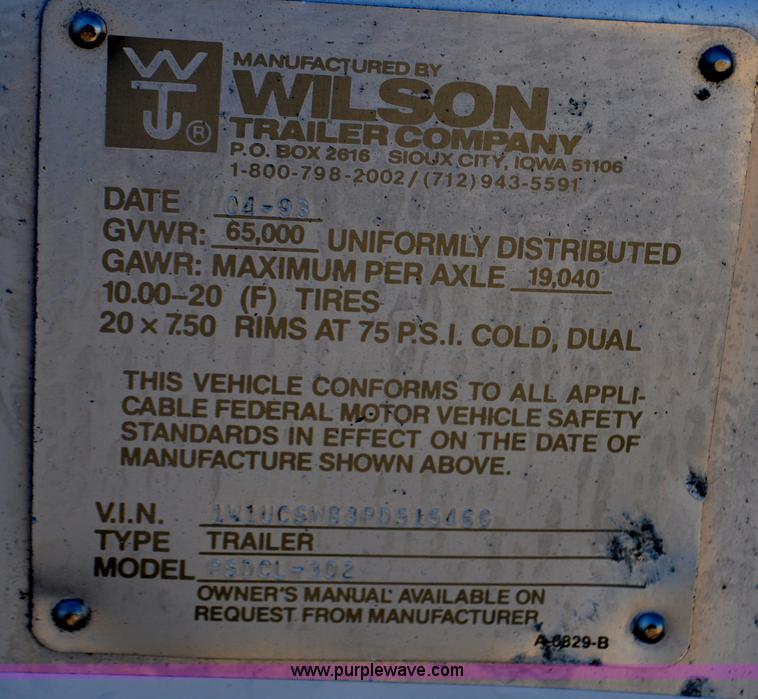 WT ®
MANUFACTURED BY
WILSON
TRAILER COMPANY
P.O. BOX 2616 SIOUX CITY, IOWA 51106
1-800-798-2002/(712)943-5591
DATE 04-93
GVWR: 65,000 UNIFORMLY DISTRIBUTED
GAWR: MAXIMUM PER AXLE 19,040
10.00-20 (F) TIRES
20 x 7.50 RIMS AT 75 P.S.I. COLD, DUAL
THIS VEHICLE CONFORMS TO ALL APPLI-
CABLE FEDERAL MOTOR VEHICLE SAFETY
STANDARDS IN EFFECT ON THE DATE OF
MANUFACTURE SHOWN ABOVE.
V.I.N.
TYPE TRAILER
MODEL PSDCL-302
OWNER'S MANUAL AVAILABLE ON
REQUEST FROM MANUFACTURER
A-6829-B
www.purplewave.com